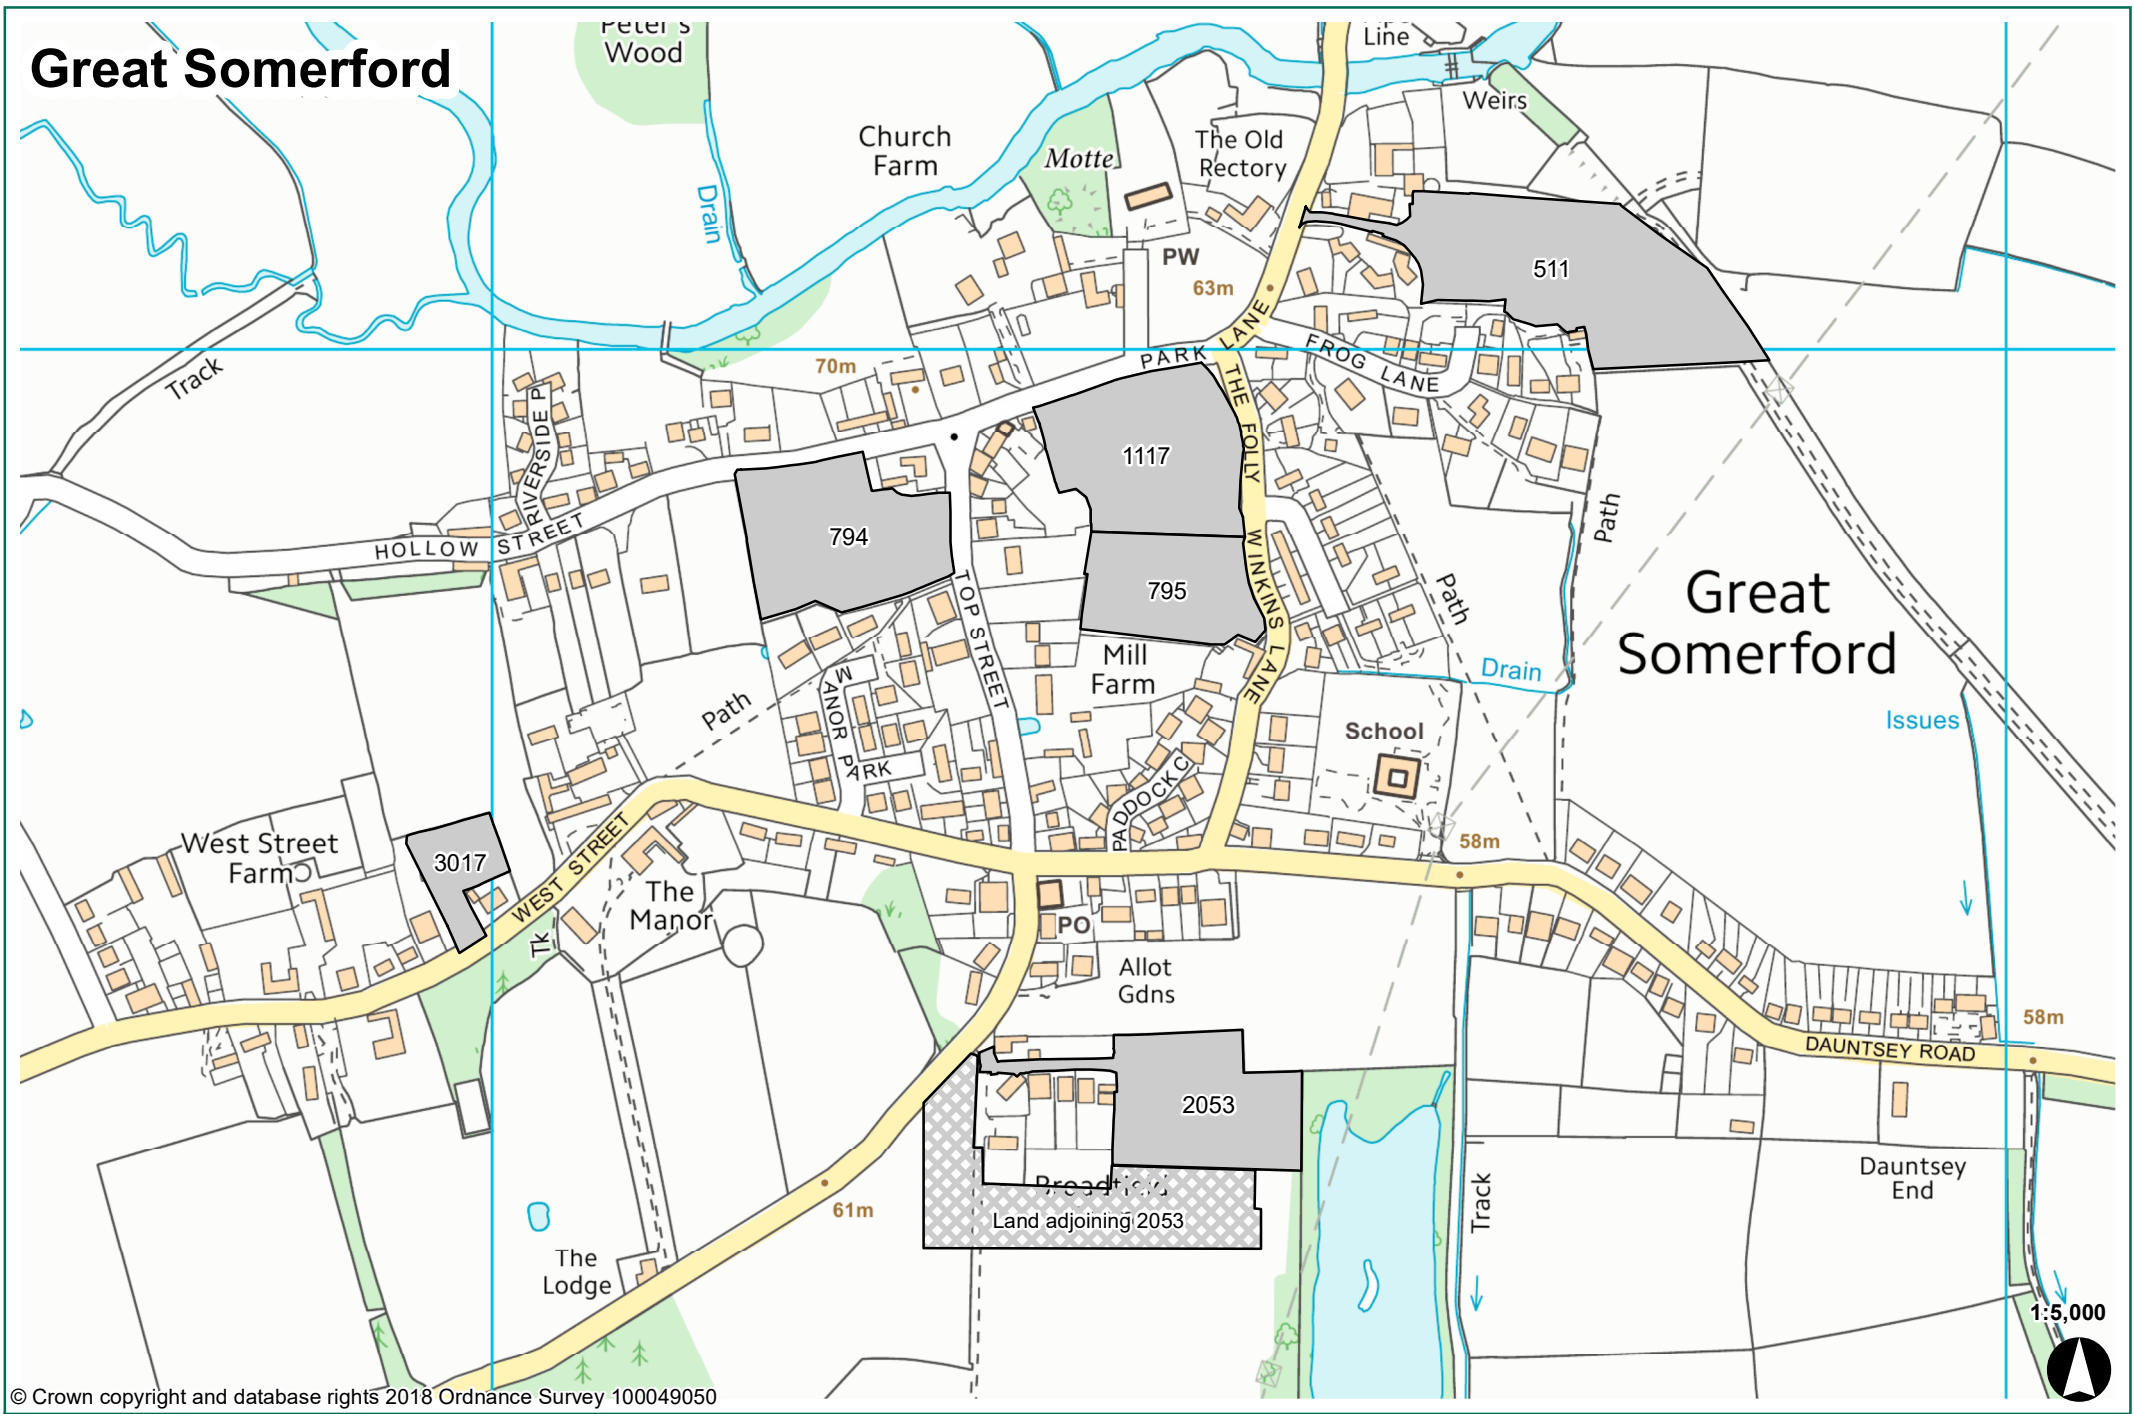 Great Somerford
Peter's
Wood
Line
Weirs
Church
Farm
Motte
The Old
Rectory
Drain
PW
63m
511
Track
70m
PARK LANE
FROG LANE
RIVERSIDE P
THE FOLLY
1117
HOLLOW STREET
794
795
TOP STREET
WINKINS LANE
Path
Path
Great
Somerford
Mill
Farm
Drain
Path
MANOR PARK
School
Issues
PADDOCK C
West Street
Farm
3017
WEST STREET
The
Manor
58m
Tk
PO
Allot
Gdns
58m
DAUNTSEY ROAD
2053
Broadfield
Land adjoining 2053
61m
Track
Dauntsey
End
The
Lodge
1:5,000
© Crown copyright and database rights 2018 Ordnance Survey 100049050